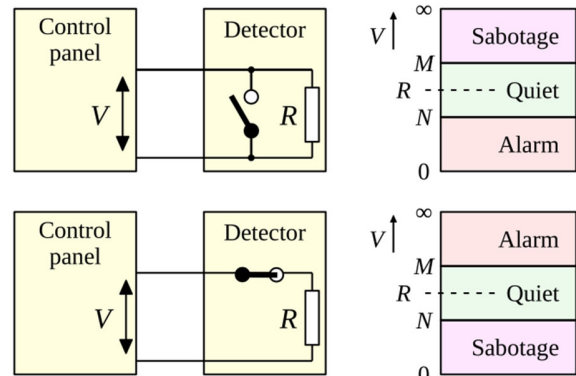 Control
panel
V
Detector
R
V
∞
Sabotage
M
R
Quiet
N
Alarm
0
Control
panel
V
Detector
R
V
∞
Alarm
M
R
Quiet
N
Sabotage
0